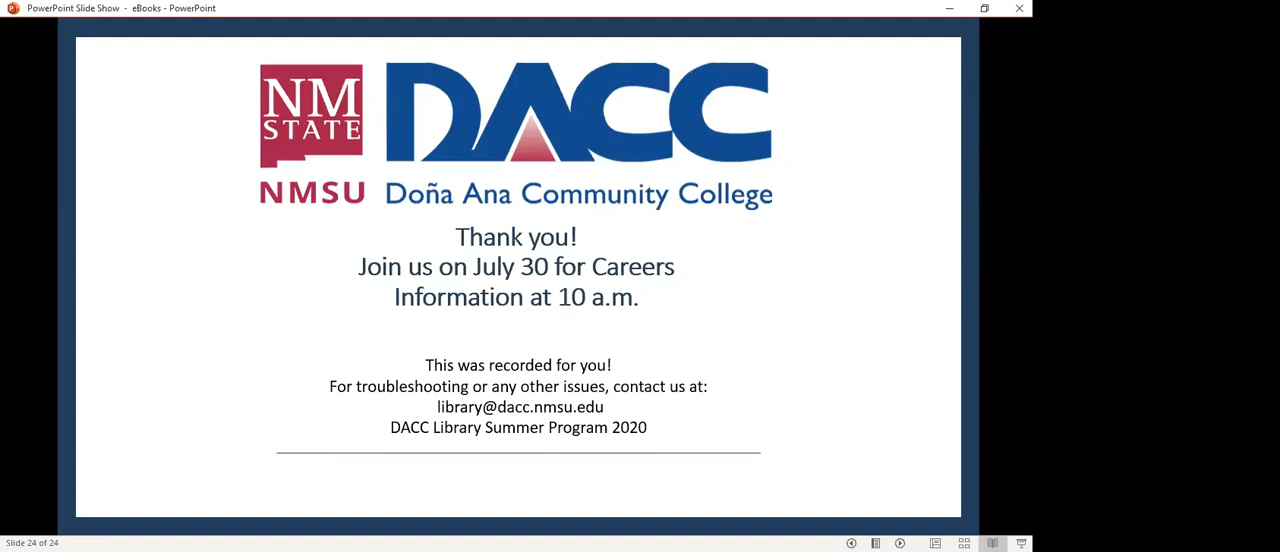 PowerPoint Slide Show - eBooks - PowerPoint
NM
STATE
NMSU
DACC
Doña Ana Community College
Thank you!
Join us on July 30 for Careers
Information at 10 a.m.
This was recorded for you!
For troubleshooting or any other issues, contact us at:
library@dacc.nmsu.edu
DACC Library Summer Program 2020
Slide 24 of 24